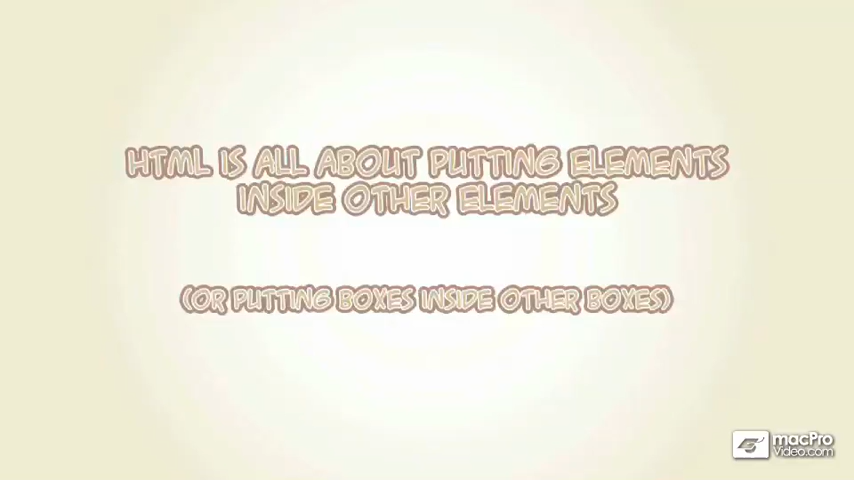 HTML IS ALL ABOUT PUTTING ELEMENTS
INSIDE OTHER ELEMENTS
(OR PUTTING BOXES INSIDE OTHER BOXES)
macPro
Video.com